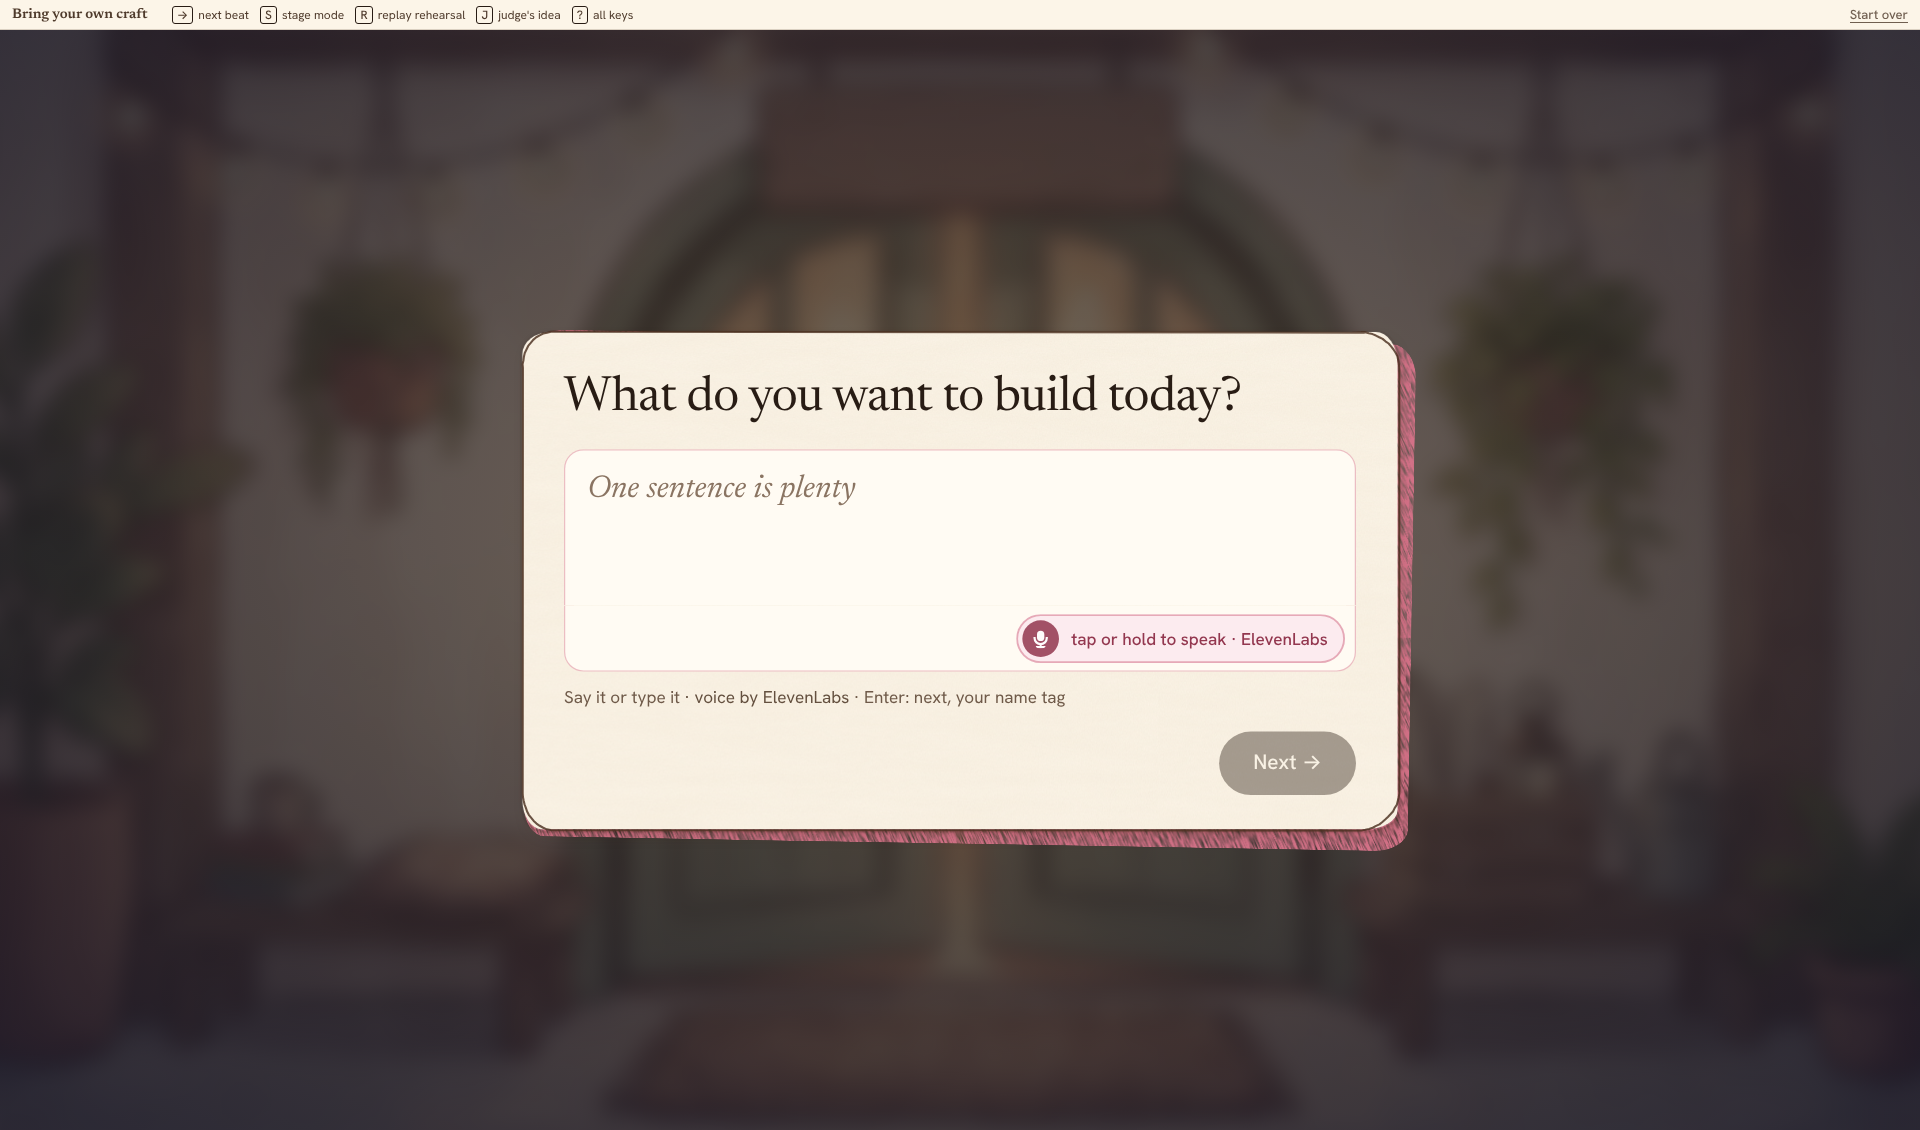 Bring your own craft → next beat S stage mode R replay rehearsal J judge's idea ? all keys Start over
What do you want to build today?
One sentence is plenty
tap or hold to speak · ElevenLabs
Say it or type it · voice by ElevenLabs · Enter: next, your name tag
Next →